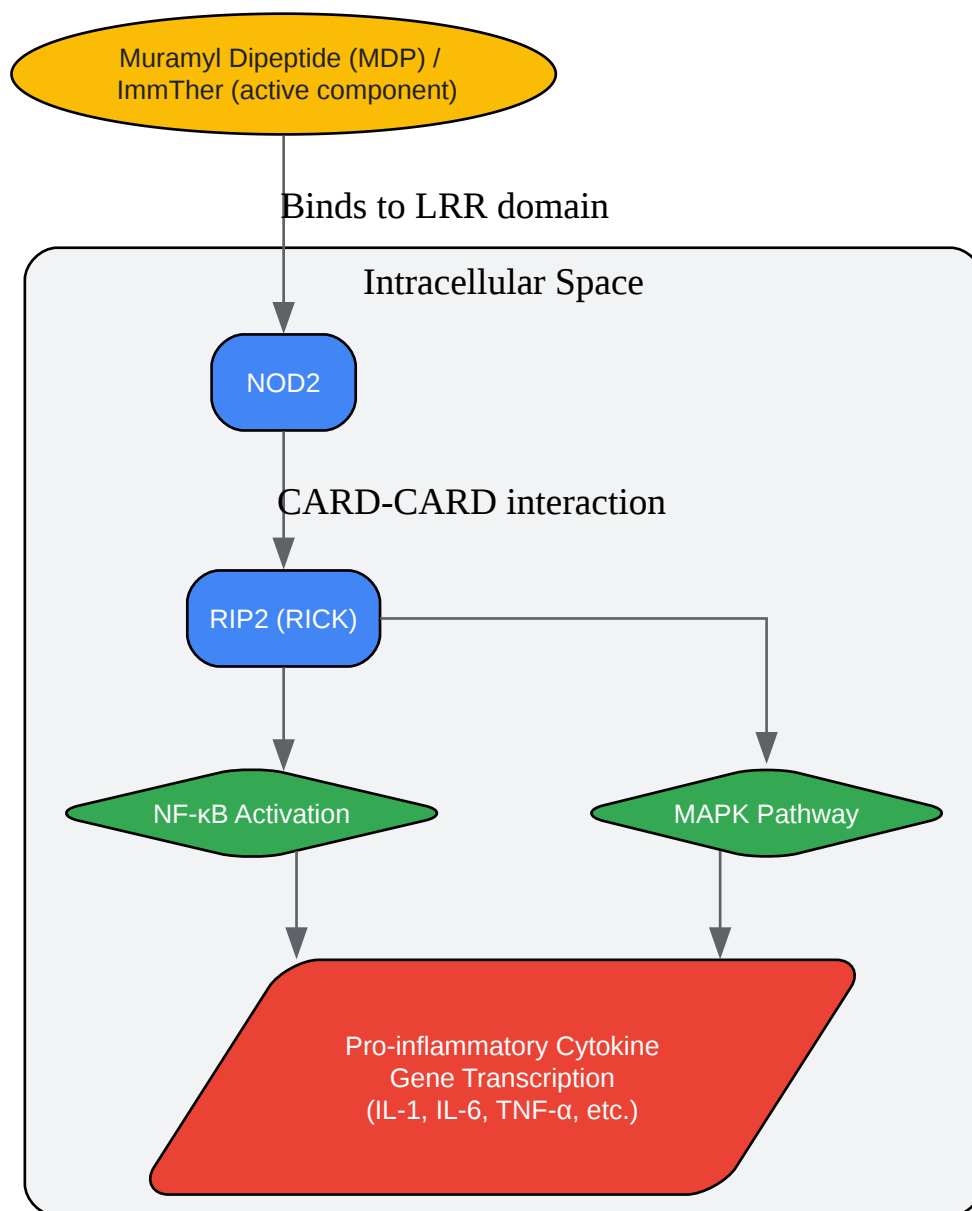 Muramyl Dipeptide (MDP) /
ImmTher (active component)
Binds to LRR domain
Intracellular Space
NOD2
CARD-CARD interaction
RIP2 (RICK)
NF-κB Activation
MAPK Pathway
Pro-inflammatory Cytokine
Gene Transcription
(IL-1, IL-6, TNF-α, etc.)